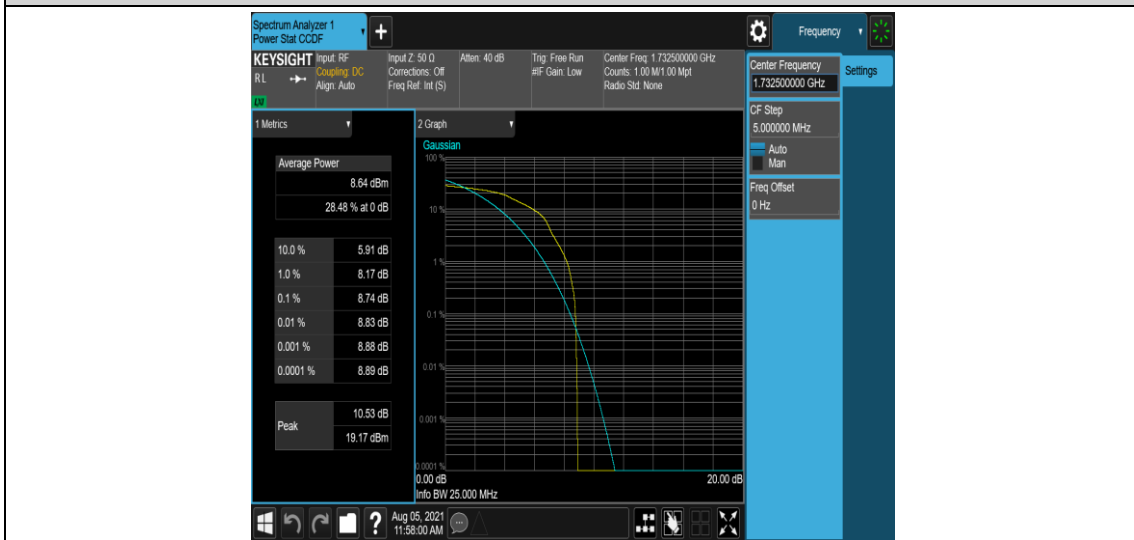 Spectrum Analyzer 1
Power Stat CCDF
+
Frequency
KEYSIGHT
RL
LXI
Input: RF
Coupling: DC
Align: Auto
Input Z: 50 Ω
Corrections: Off
Freq Ref: Int (S)
Atten: 40 dB
Trig: Free Run
#IF Gain: Low
Center Freq: 1.732500000 GHz
Counts: 1.00 M/1.00 Mpt
Radio Std: None
Center Frequency
1.732500000 GHz
Settings
CF Step
5.000000 MHz
Auto
Man
Freq Offset
0 Hz
1 Metrics
Average Power
8.64 dBm
28.48 % at 0 dB
10.0 % 5.91 dB
1.0 % 8.17 dB
0.1 % 8.74 dB
0.01 % 8.83 dB
0.001 % 8.88 dB
0.0001 % 8.89 dB
Peak
10.53 dB
19.17 dBm
2 Graph
Gaussian
100 %
10 %
1 %
0.1 %
0.01 %
0.001 %
0.0001 %
0.00 dB 20.00 dB
Info BW 25.000 MHz
?
Aug 05, 2021
11:58:00 AM